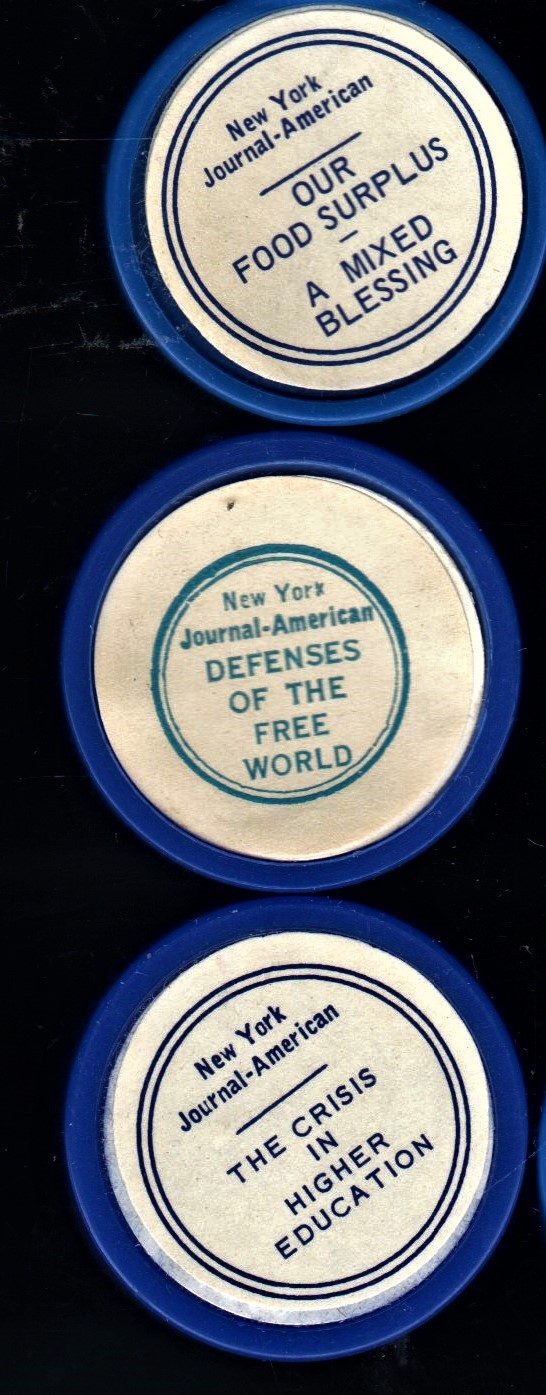 New York
Journal-American
OUR
FOOD SURPLUS
—
A MIXED
BLESSING
New York
Journal-American
DEFENSES
OF THE
FREE
WORLD
New York
Journal-American
THE CRISIS
IN
HIGHER
EDUCATION